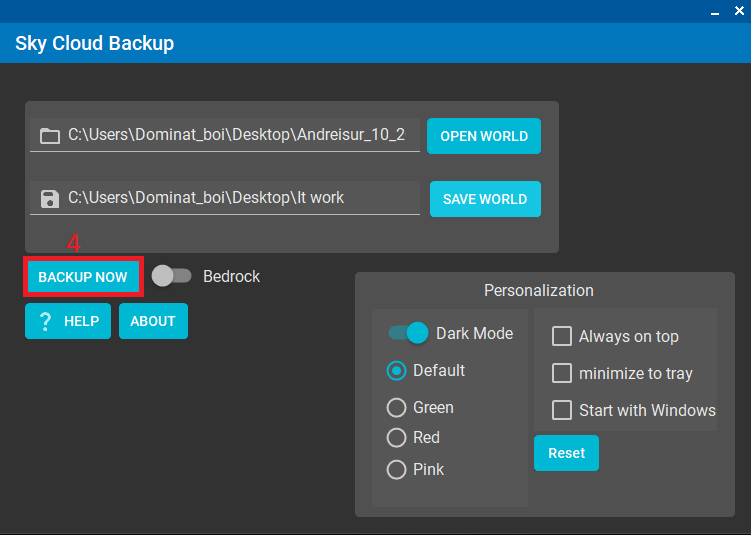 Sky Cloud Backup
C:\Users\Dominat_boi\Desktop\Andreisur_10_2
OPEN WORLD
C:\Users\Dominat_boi\Desktop\It work
SAVE WORLD
4
BACKUP NOW
Bedrock
? HELP
ABOUT
Personalization
Dark Mode
Default
Green
Red
Pink
Always on top
minimize to tray
Start with Windows
Reset